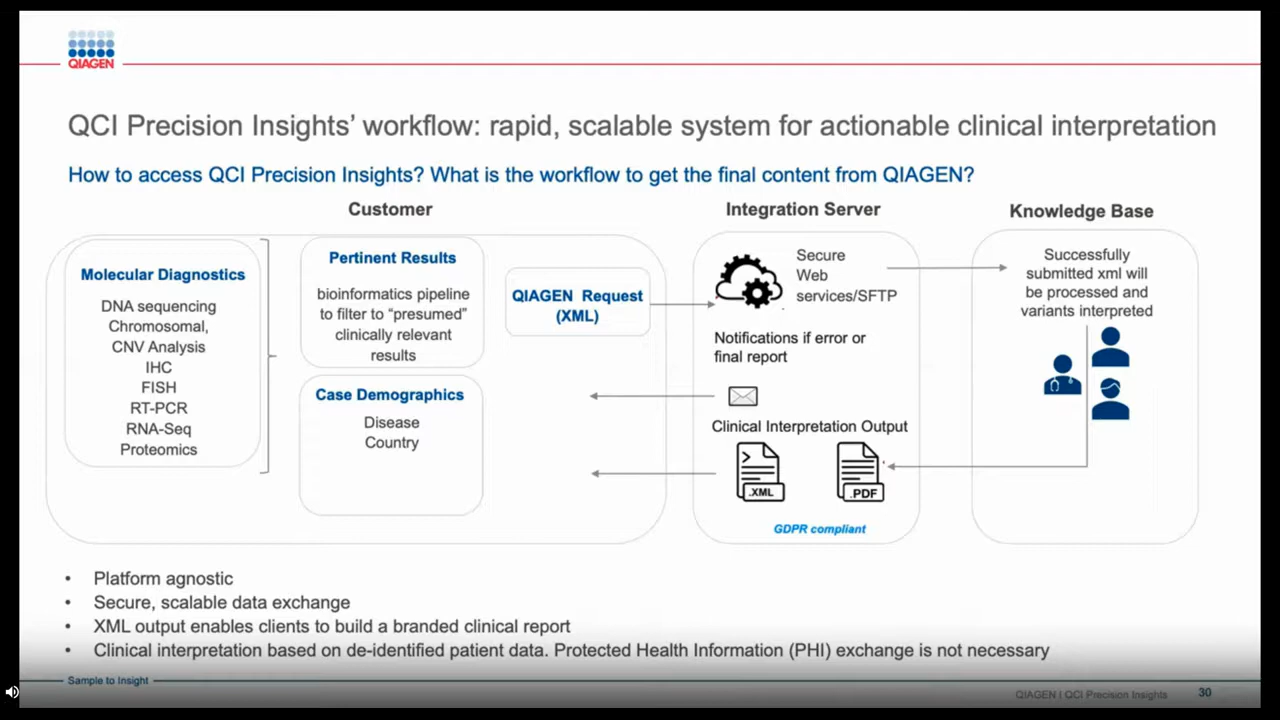 QIAGEN
QCI Precision Insights’ workflow: rapid, scalable system for actionable clinical interpretation
How to access QCI Precision Insights? What is the workflow to get the final content from QIAGEN?
Customer
Molecular Diagnostics
DNA sequencing
Chromosomal,
CNV Analysis
IHC
FISH
RT-PCR
RNA-Seq
Proteomics
Pertinent Results
bioinformatics pipeline
to filter to “presumed”
clinically relevant
results
Case Demographics
Disease
Country
QIAGEN Request
(XML)
Integration Server
Secure
Web
services/SFTP
Notifications if error or
final report
Clinical Interpretation Output
.XML
.PDF
GDPR compliant
Knowledge Base
Successfully
submitted xml will
be processed and
variants interpreted
• Platform agnostic
• Secure, scalable data exchange
• XML output enables clients to build a branded clinical report
• Clinical interpretation based on de-identified patient data. Protected Health Information (PHI) exchange is not necessary
Sample to Insight
QIAGEN | QCI Precision Insights 30